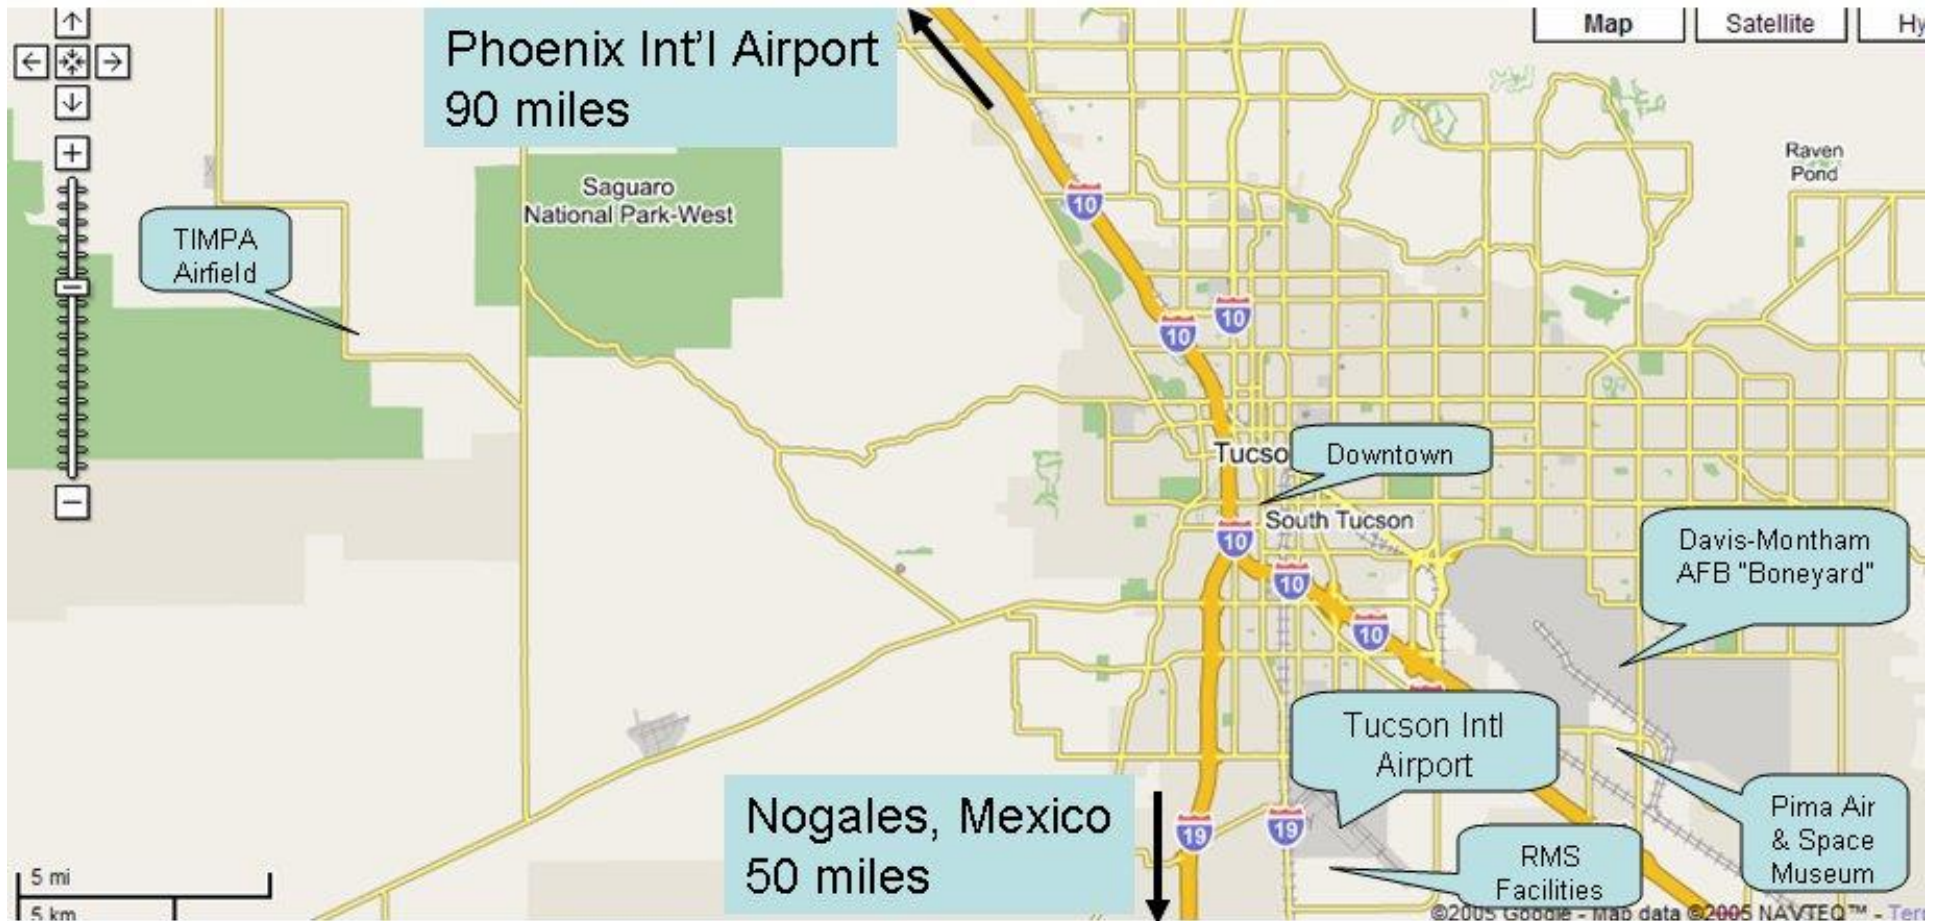 Phoenix Int'l Airport
90 miles
Map
Satellite
Hy
Raven
Pond
Saguaro
National Park-West
10
TIMPA
Airfield
10
10
Tucso
Downtown
South Tucson
10
10
10
Davis-Montham
AFB "Boneyard"
Tucson Intl
Airport
Nogales, Mexico
50 miles
19
19
Pima Air
& Space
Museum
RMS
Facilities
5 mi
5 km
©2005 Google - Map data ©2005 NAVTEQ™ - Ter